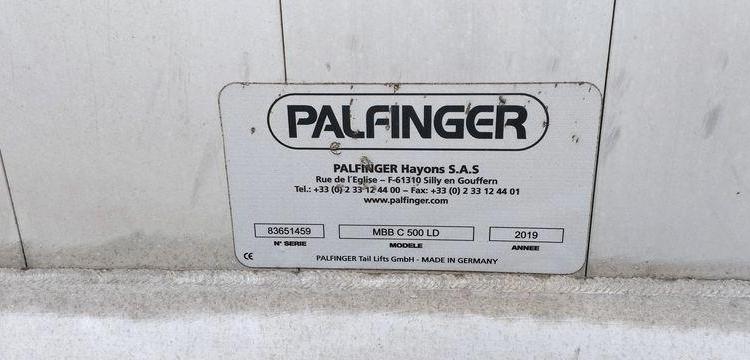 PALFINGER
PALFINGER Hayons S.A.S
Rue de l'Eglise – F-61310 Silly en Gouffern
Tel.: +33 (0) 2 33 12 44 00 – Fax: +33 (0) 2 33 12 44 01
www.palfinger.com
83651459 MBB C 500 LD 2019
N° SERIE MODELE ANNEE
CE PALFINGER Tail Lifts GmbH - MADE IN GERMANY